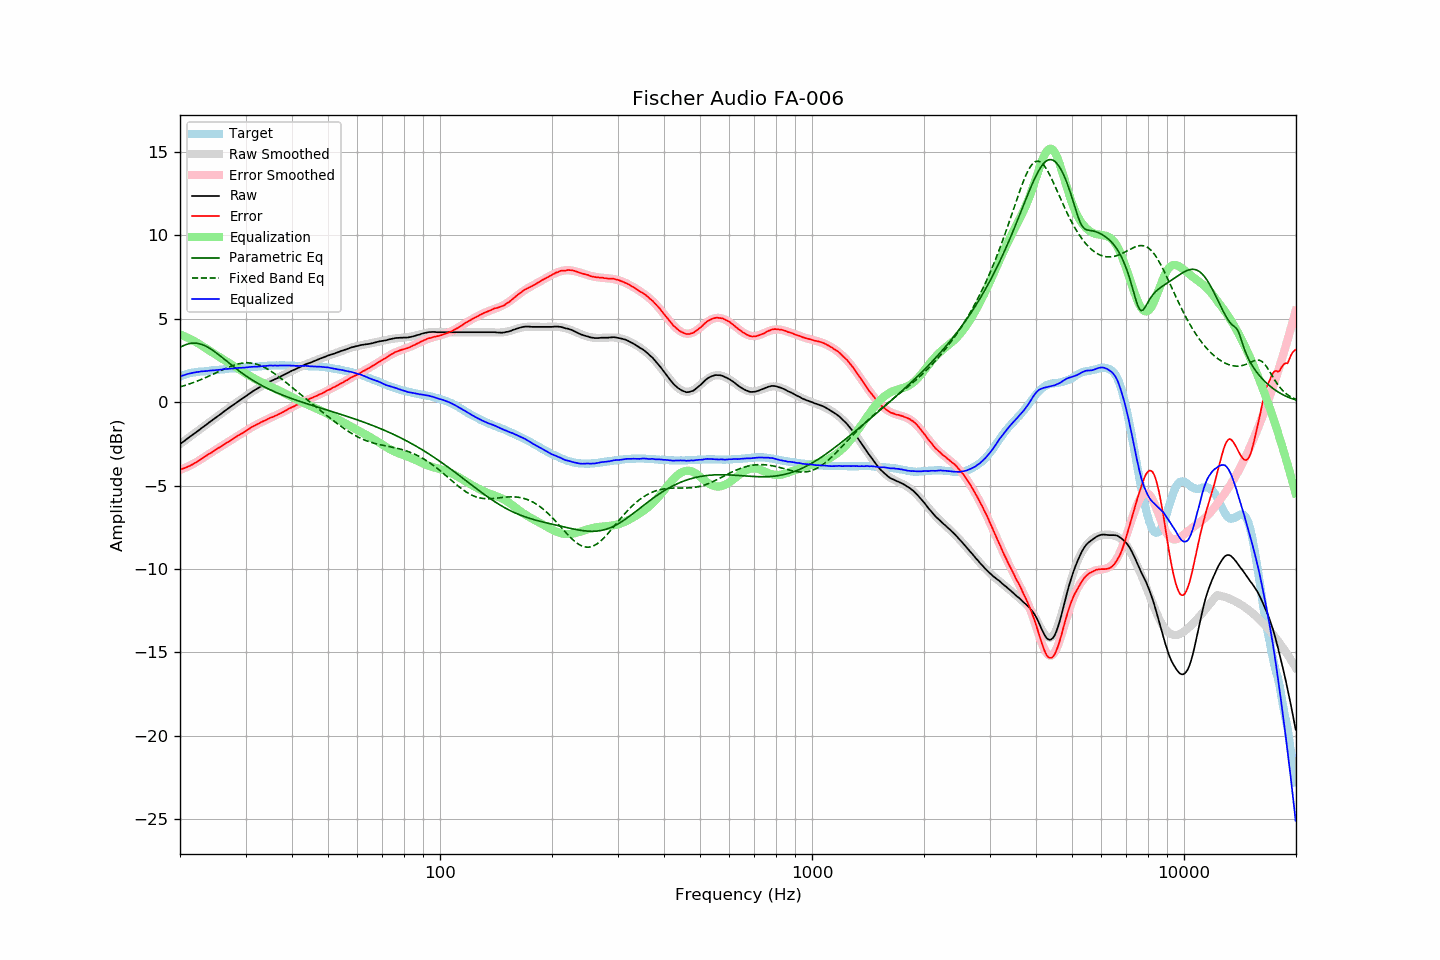 Fischer Audio FA-006
Target
Raw Smoothed
Error Smoothed
Raw
Error
Equalization
Parametric Eq
Fixed Band Eq
Equalized
15
10
5
0
−5
−10
−15
−20
−25
Amplitude (dBr)
100
1000
10000
Frequency (Hz)